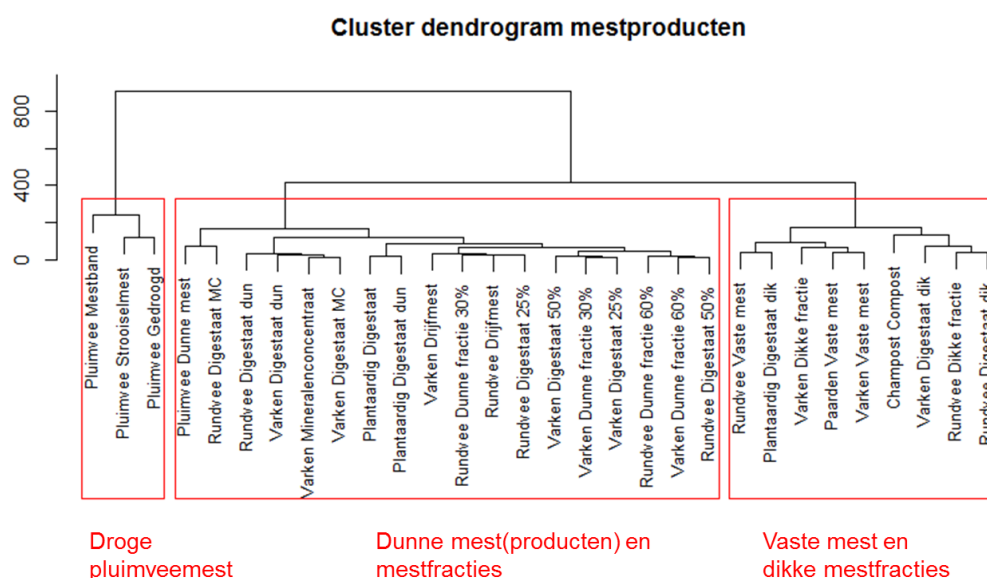 Cluster dendrogram mestproducten
800
400
0
Pluimvee Mestband
Pluimvee Strooiselmest
Pluimvee Gedroogd
Pluimvee Dunne mest
Rundvee Digestaat MC
Rundvee Digestaat dun
Varken Digestaat dun
Varken Mineralenconcentraat
Varken Digestaat MC
Plantaardig Digestaat
Plantaardig Digestaat dun
Varken Drijfmest
Rundvee Dunne fractie 30%
Rundvee Drijfmest
Rundvee Digestaat 25%
Varken Digestaat 50%
Varken Dunne fractie 30%
Varken Digestaat 25%
Rundvee Dunne fractie 60%
Varken Dunne fractie 60%
Rundvee Digestaat 50%
Rundvee Vaste mest
Plantaardig Digestaat dik
Varken Dikke fractie
Paarden Vaste mest
Varken Vaste mest
Champost Compost
Varken Digestaat dik
Rundvee Dikke fractie
Rundvee Digestaat dik
Droge
pluimveemest
Dunne mest(producten) en
mestfracties
Vaste mest en
dikke mestfracties